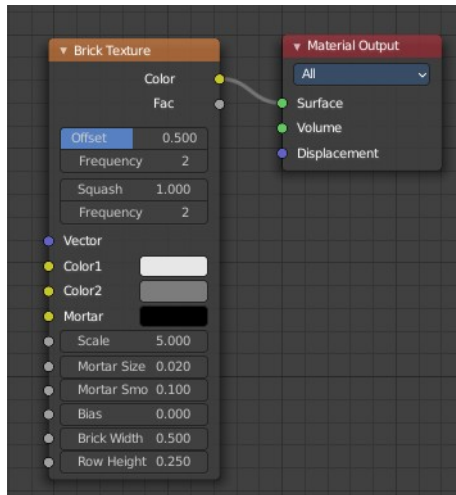 Brick Texture
Color
Fac
Offset 0.500
Frequency 2
Squash 1.000
Frequency 2
Vector
Color1
Color2
Mortar
Scale 5.000
Mortar Size 0.020
Mortar Smo 0.100
Bias 0.000
Brick Width 0.500
Row Height 0.250
Material Output
All
Surface
Volume
Displacement